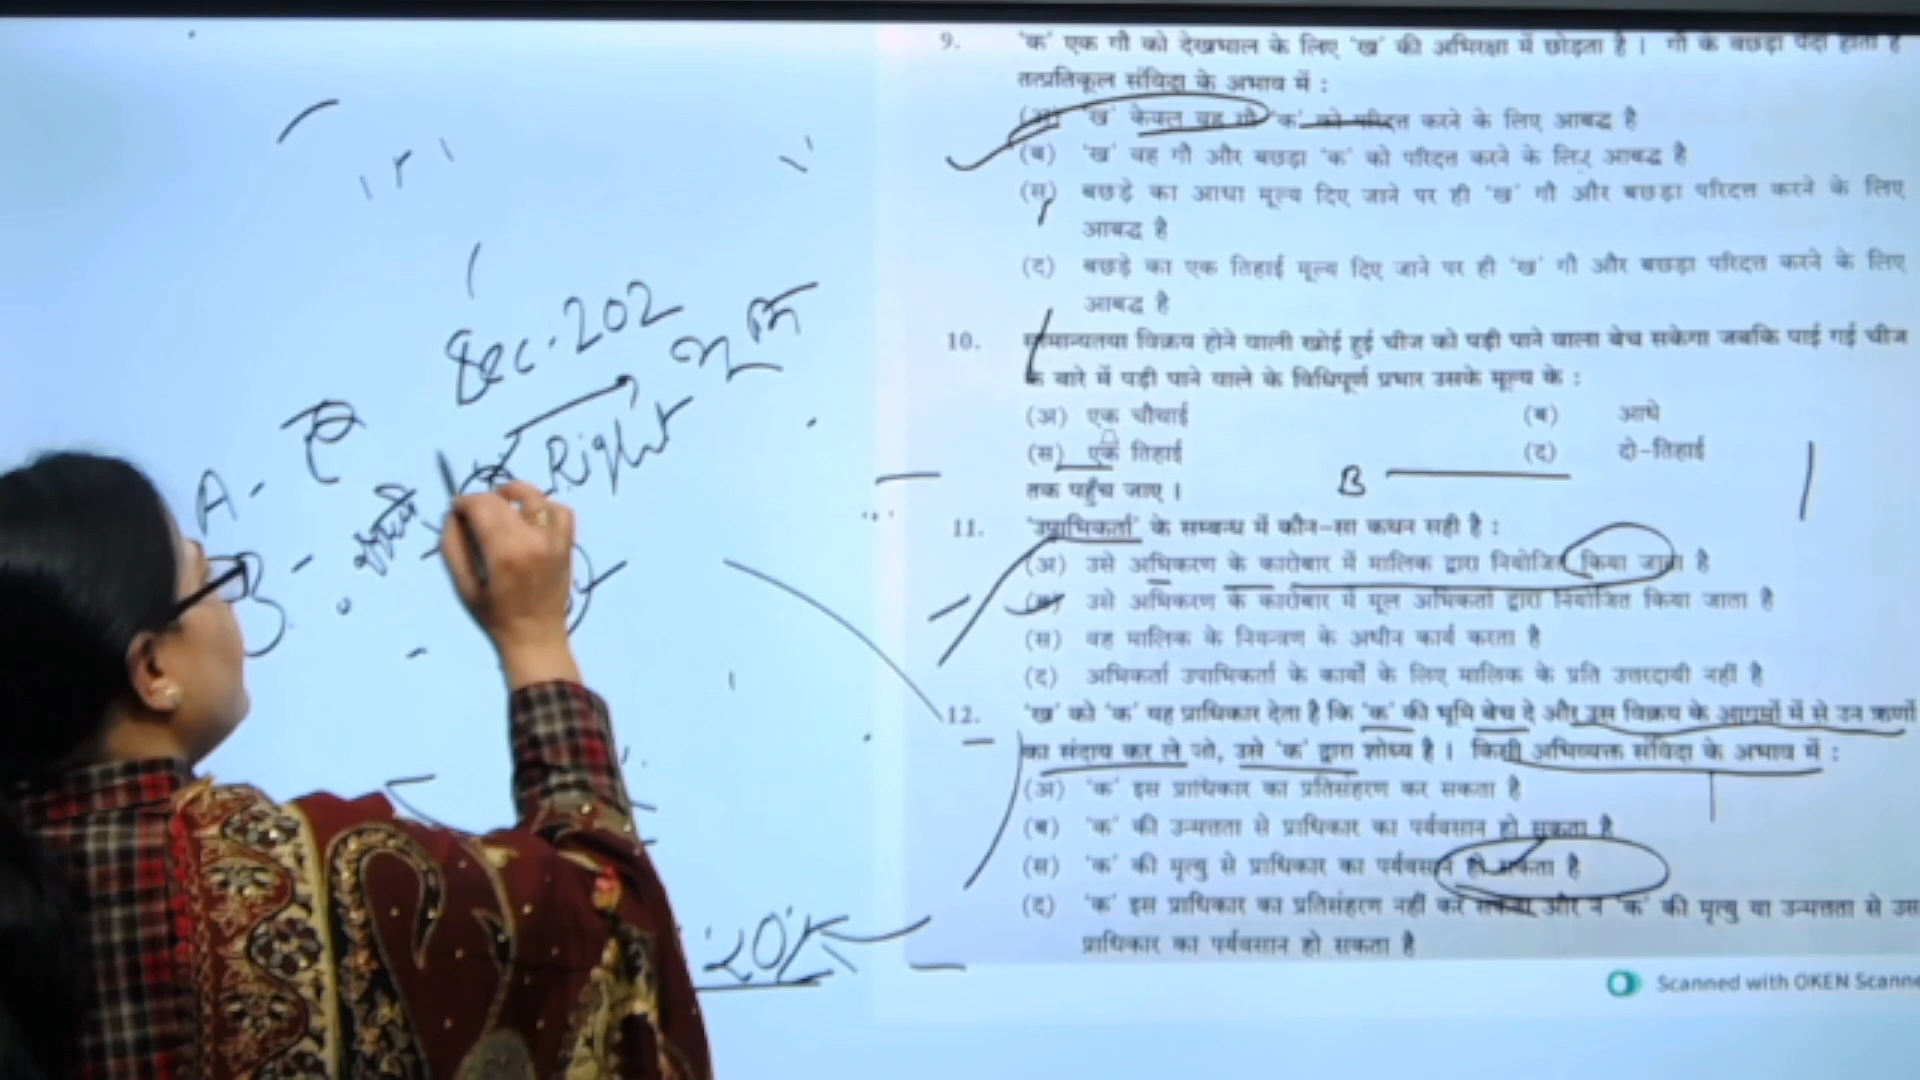 9. 'क' एक गौ को देखभाल के लिए 'ख' की अभिरक्षा में छोड़ता है। गौ के बछड़ा पैदा होता है
तत्प्रतिकूल संविदा के अभाव में :
(अ) 'ख' केवल वह गौ 'क' को परिदत्त करने के लिए आबद्ध है
(ब) 'ख' वह गौ और बछड़ा 'क' को परिदत्त करने के लिए आबद्ध है
(स) बछड़े का आधा मूल्य दिए जाने पर ही 'ख' गौ और बछड़ा परिदत्त करने के लिए
आबद्ध है
(द) बछड़े का एक तिहाई मूल्य दिए जाने पर ही 'ख' गौ और बछड़ा परिदत्त करने के लिए
आबद्ध है
10. सामान्यतया विक्रय होने वाली खोई हुई चीज को पड़ी पाने वाला बेच सकेगा जबकि पाई गई चीज
के बारे में पड़ी पाने वाले के विधिपूर्ण प्रभार उसके मूल्य के :
(अ) एक चौथाई (ब) आधे
(स) एक तिहाई (द) दो-तिहाई
तक पहुँच जाए।
B
11. 'उपाभिकर्ता' के सम्बन्ध में कौन-सा कथन सही है :
(अ) उसे अभिकरण के कारोबार में मालिक द्वारा नियोजित किया जाता है
(ब) उसे अभिकरण के कारोबार में मूल अभिकर्ता द्वारा नियोजित किया जाता है
(स) वह मालिक के नियन्त्रण के अधीन कार्य करता है
(द) अभिकर्ता उपाभिकर्ता के कार्यों के लिए मालिक के प्रति उत्तरदायी नहीं है
12. 'ख' को 'क' यह प्राधिकार देता है कि 'क' की भूमि बेच दे और उस विक्रय के आगमों में से उन ऋणों
का संदाय कर ले जो, उसे 'क' द्वारा शोध्य है। किसी अभिव्यक्त संविदा के अभाव में :
(अ) 'क' इस प्राधिकार का प्रतिसंहरण कर सकता है
(ब) 'क' की उन्मत्तता से प्राधिकार का पर्यवसान हो सकता है
(स) 'क' की मृत्यु से प्राधिकार का पर्यवसान हो सकता है
(द) 'क' इस प्राधिकार का प्रतिसंहरण नहीं कर सकता और न 'क' की मृत्यु या उन्मत्तता से उस
प्राधिकार का पर्यवसान हो सकता है
Scanned with OKEN Scanne
Sec. 202
A -
Right
B -
20K